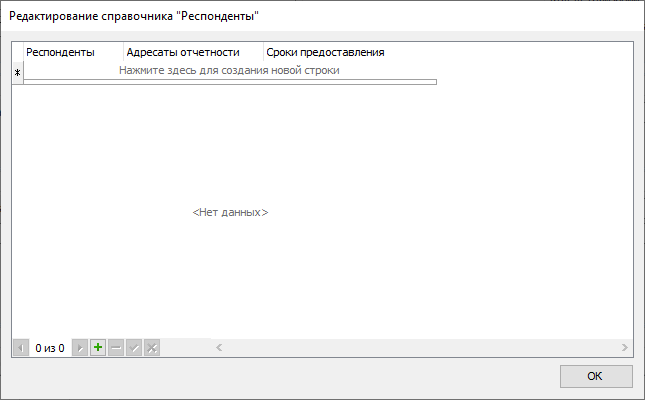 Редактирование справочника "Респонденты"
Респонденты Адресаты отчетности Сроки предоставления
* Нажмите здесь для создания новой строки
<Нет данных>
0 из 0
ОК